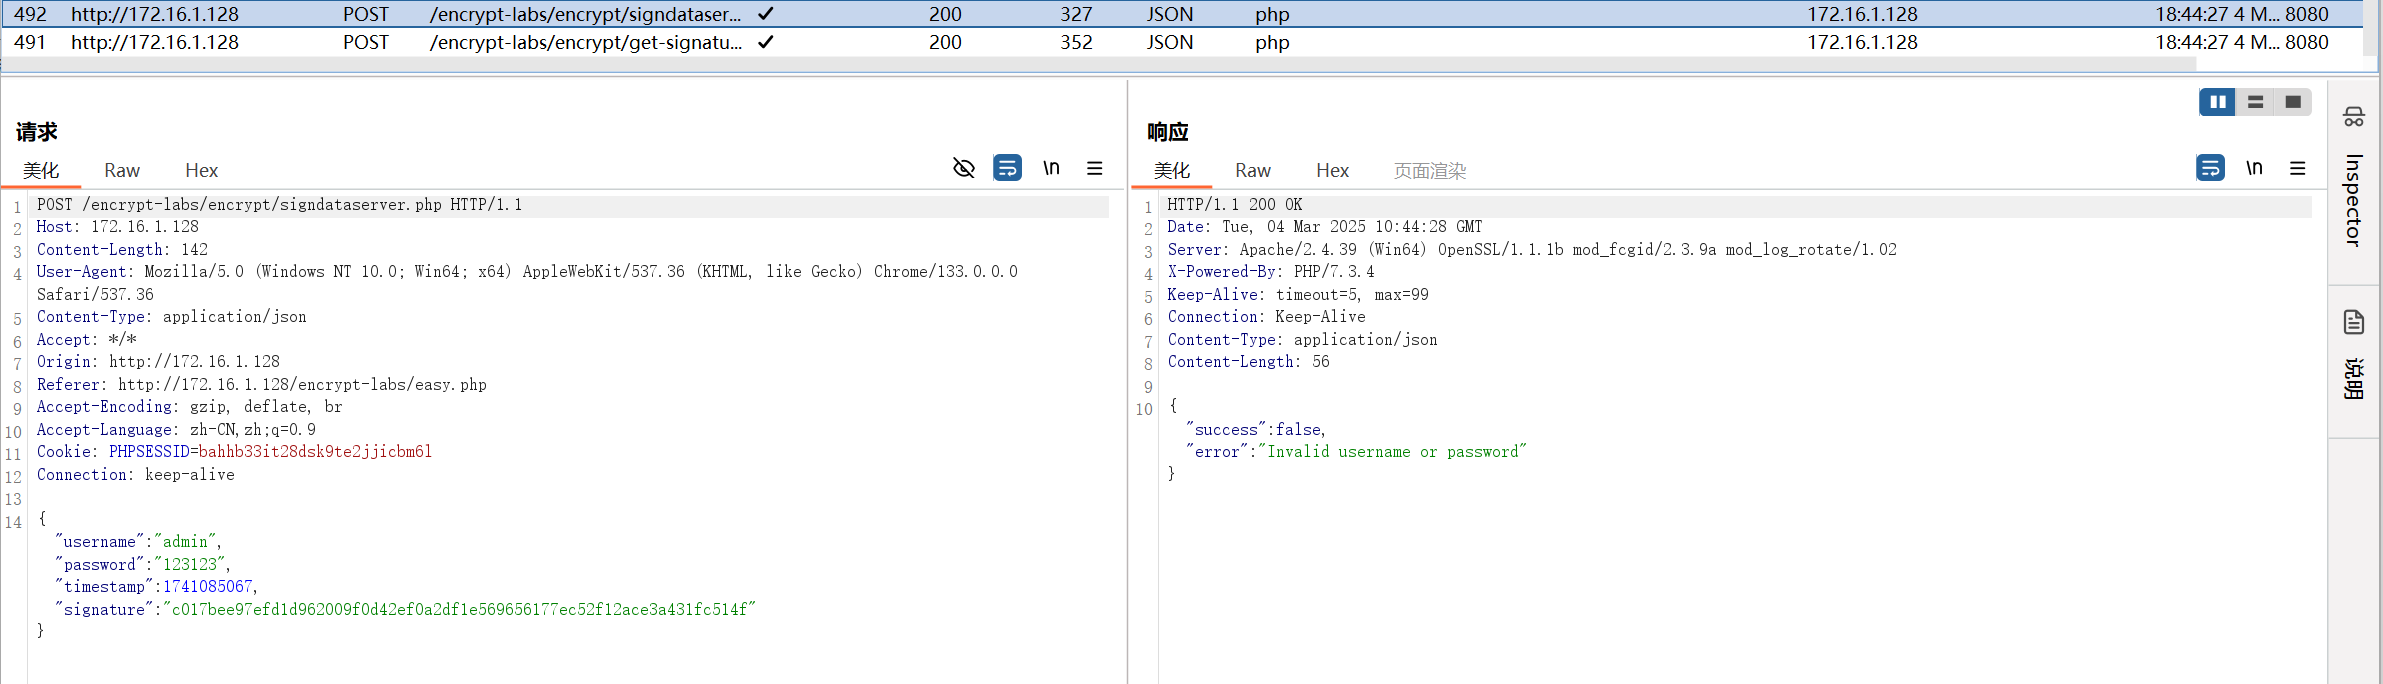 492 http://172.16.1.128 POST /encrypt-labs/encrypt/signdataser... ✓ 200 327 JSON php 172.16.1.128 18:44:27 4 M... 8080
491 http://172.16.1.128 POST /encrypt-labs/encrypt/get-signatu... ✓ 200 352 JSON php 172.16.1.128 18:44:27 4 M... 8080
请求
美化 Raw Hex \n
1 POST /encrypt-labs/encrypt/signdataserver.php HTTP/1.1
2 Host: 172.16.1.128
3 Content-Length: 142
4 User-Agent: Mozilla/5.0 (Windows NT 10.0; Win64; x64) AppleWebKit/537.36 (KHTML, like Gecko) Chrome/133.0.0.0
Safari/537.36
5 Content-Type: application/json
6 Accept: */*
7 Origin: http://172.16.1.128
8 Referer: http://172.16.1.128/encrypt-labs/easy.php
9 Accept-Encoding: gzip, deflate, br
10 Accept-Language: zh-CN,zh;q=0.9
11 Cookie: PHPSESSID=bahhb33it28dsk9te2jjicbm6l
12 Connection: keep-alive
13
14 {
"username":"admin",
"password":"123123",
"timestamp":1741085067,
"signature":"c017bee97efd1d962009f0d42ef0a2df1e569656177ec52f12ace3a431fc514f"
}
响应
美化 Raw Hex 页面渲染 \n
1 HTTP/1.1 200 OK
2 Date: Tue, 04 Mar 2025 10:44:28 GMT
3 Server: Apache/2.4.39 (Win64) OpenSSL/1.1.1b mod_fcgid/2.3.9a mod_log_rotate/1.02
4 X-Powered-By: PHP/7.3.4
5 Keep-Alive: timeout=5, max=99
6 Connection: Keep-Alive
7 Content-Type: application/json
8 Content-Length: 56
9
10 {
"success":false,
"error":"Invalid username or password"
}
Inspector
说明